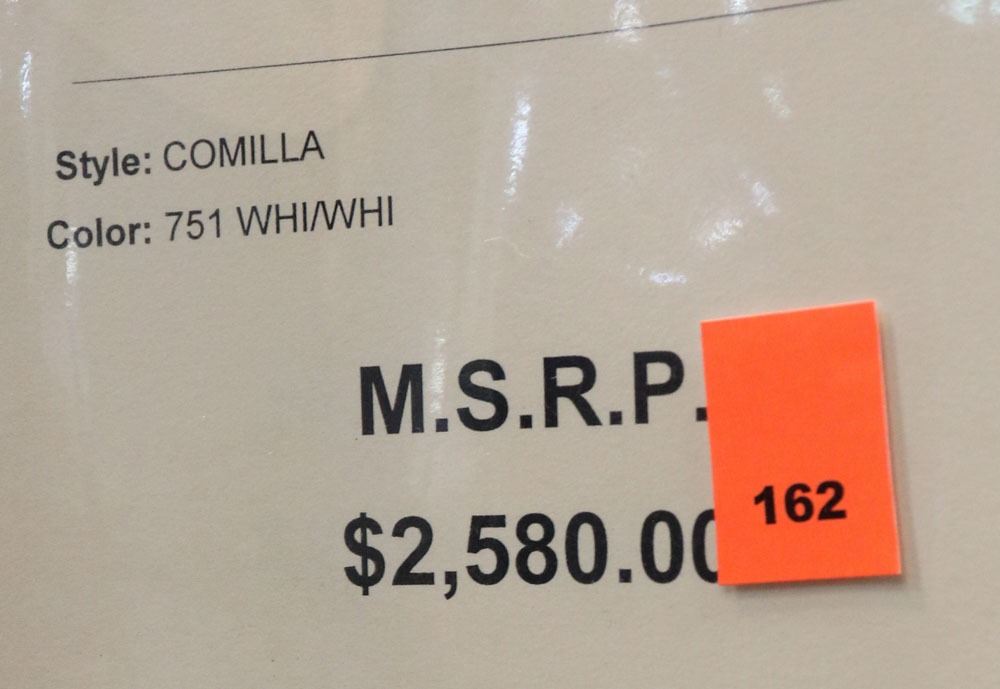 Style: COMILLA
Color: 751 WHI/WHI
M.S.R.P.
$2,580.00
162